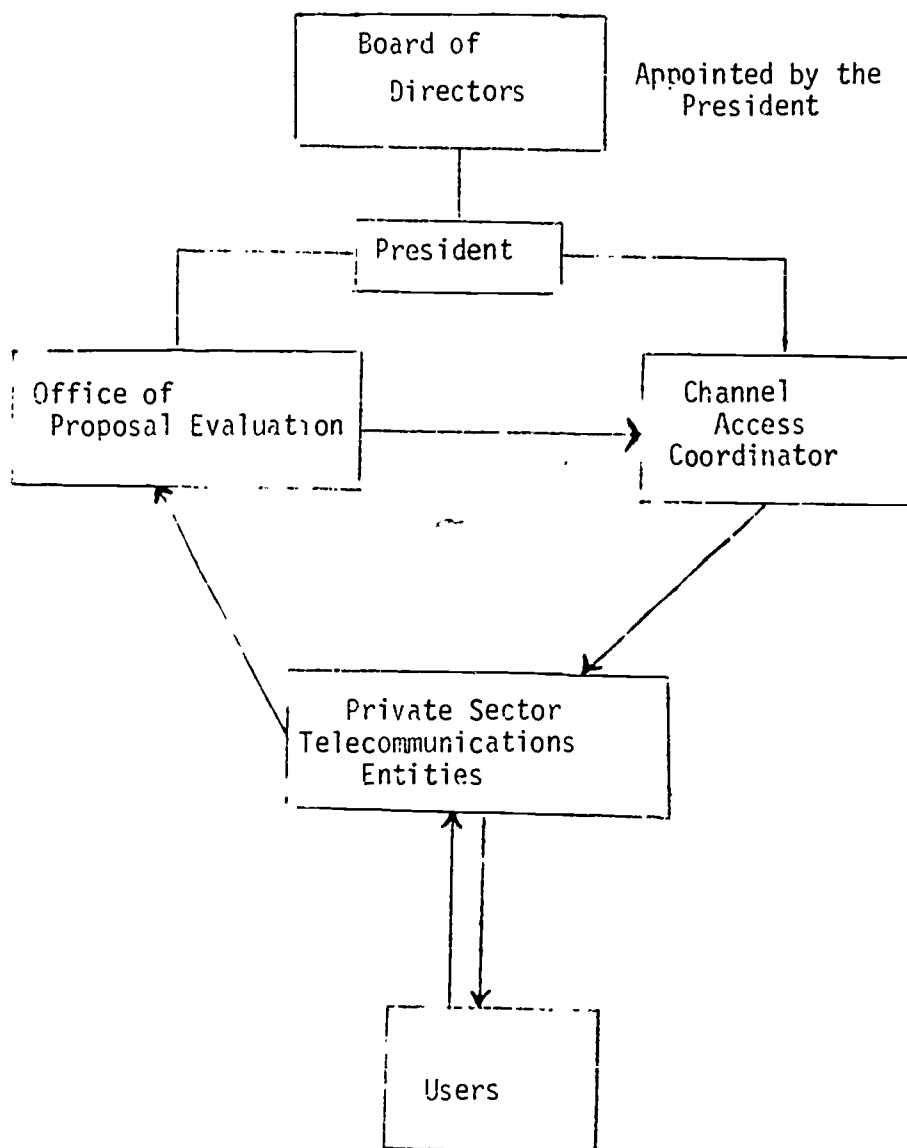 Board of
Directors
Appointed by the
President
President
Office of
Proposal Evaluation
Channel
Access
Coordinator
Private Sector
Telecommunications
Entities
Users